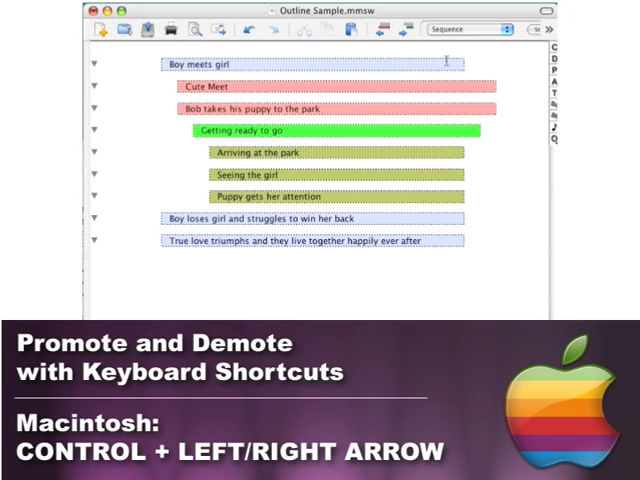 Outline Sample.mmsw
Sequence
Boy meets girl
Cute Meet
Bob takes his puppy to the park
Getting ready to go
Arriving at the park
Seeing the girl
Puppy gets her attention
Boy loses girl and struggles to win her back
True love triumphs and they live together happily ever after
C
D
P
A
T
Q
Promote and Demote
with Keyboard Shortcuts
Macintosh:
CONTROL + LEFT/RIGHT ARROW